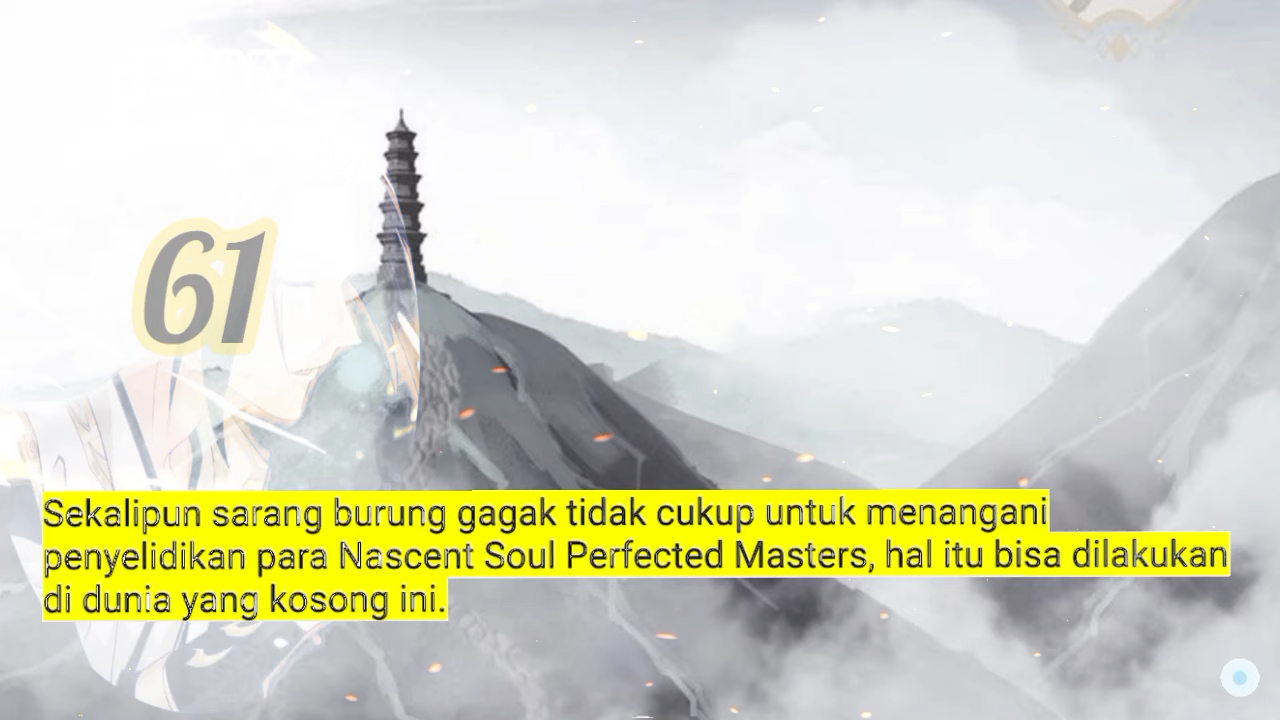 61
Sekalipun sarang burung gagak tidak cukup untuk menangani
penyelidikan para Nascent Soul Perfected Masters, hal itu bisa dilakukan
di dunia yang kosong ini.